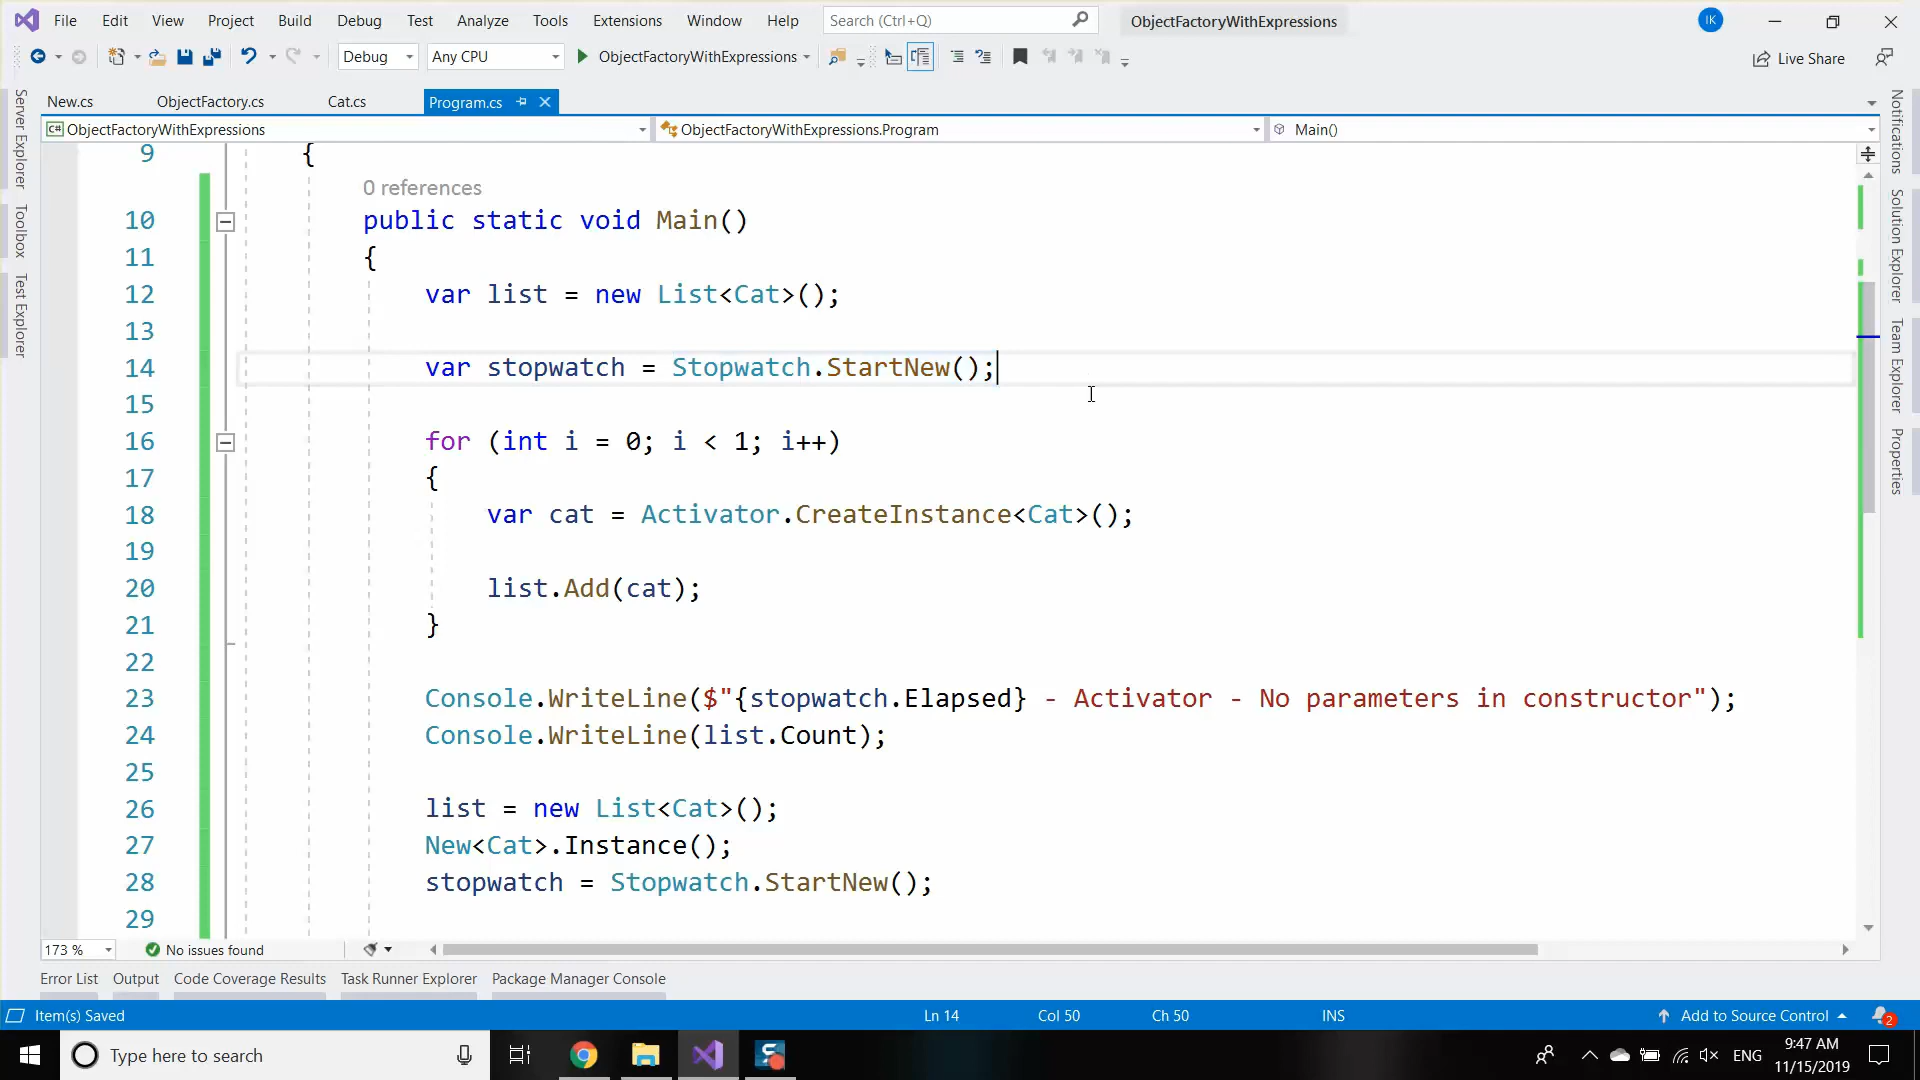 File Edit View Project Build Debug Test Analyze Tools Extensions Window Help Search (Ctrl+Q) ObjectFactoryWithExpressions IK
Debug Any CPU ObjectFactoryWithExpressions Live Share
New.cs ObjectFactory.cs Cat.cs Program.cs
ObjectFactoryWithExpressions ObjectFactoryWithExpressions.Program Main()
Server Explorer
Toolbox
Test Explorer
9 {
0 references
10 public static void Main()
11 {
12 var list = new List<Cat>();
13
14 var stopwatch = Stopwatch.StartNew();
15
16 for (int i = 0; i < 1; i++)
17 {
18 var cat = Activator.CreateInstance<Cat>();
19
20 list.Add(cat);
21 }
22
23 Console.WriteLine($"{stopwatch.Elapsed} - Activator - No parameters in constructor");
24 Console.WriteLine(list.Count);
25
26 list = new List<Cat>();
27 New<Cat>.Instance();
28 stopwatch = Stopwatch.StartNew();
29
Notifications
Solution Explorer
Team Explorer
Properties
173 % No issues found
Error List Output Code Coverage Results Task Runner Explorer Package Manager Console
Item(s) Saved Ln 14 Col 50 Ch 50 INS Add to Source Control 2
Type here to search ENG 9:47 AM
11/15/2019